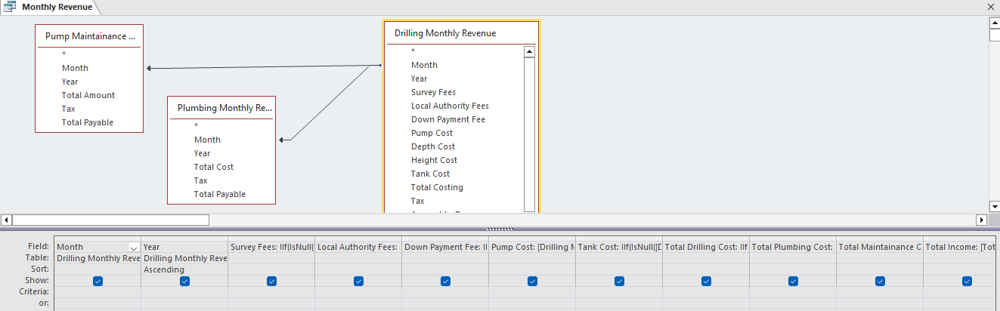 Monthly Revenue
Pump Maintainance ...
*
Month
Year
Total Amount
Tax
Total Payable
Plumbing Monthly Re...
*
Month
Year
Total Cost
Tax
Total Payable
Drilling Monthly Revenue
*
Month
Year
Survey Fees
Local Authority Fees
Down Payment Fee
Pump Cost
Depth Cost
Height Cost
Tank Cost
Total Costing
Tax
Field: Month Year Survey Fees: IIf(IsNull( Local Authority Fees: Down Payment Fee: II Pump Cost: [Drilling M Tank Cost: IIf(IsNull([D Total Drilling Cost: IIf Total Plumbing Cost: Total Maintainance C Total Income: [Tot
Table: Drilling Monthly Reve Drilling Monthly Reve
Sort: Ascending
Show:
Criteria:
or: